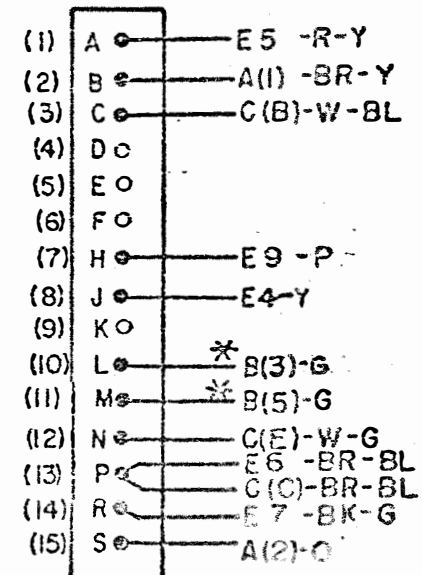 (1) A E5 -R-Y
(2) B A(1) -BR-Y
(3) C C(B)-W-BL
(4) D
(5) E
(6) F
(7) H E9 -P
(8) J E4-Y
(9) K
(10) L * B(3)-G
(11) M * B(5)-G
(12) N C(E)-W-G
(13) P E6 -BR-BL
C(C)-BR-BL
(14) R E7 -BK-G
(15) S A(2)-O